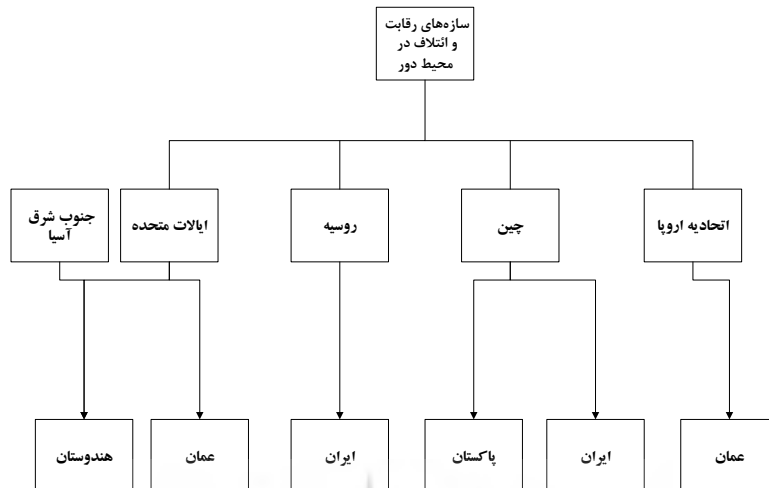 سازه‌های رقابت
و ائتلاف در
محیط دور
اتحادیه اروپا
چین
روسیه
ایالات متحده
جنوب شرق
آسیا
عمان
ایران
پاکستان
ایران
عمان
هندوستان